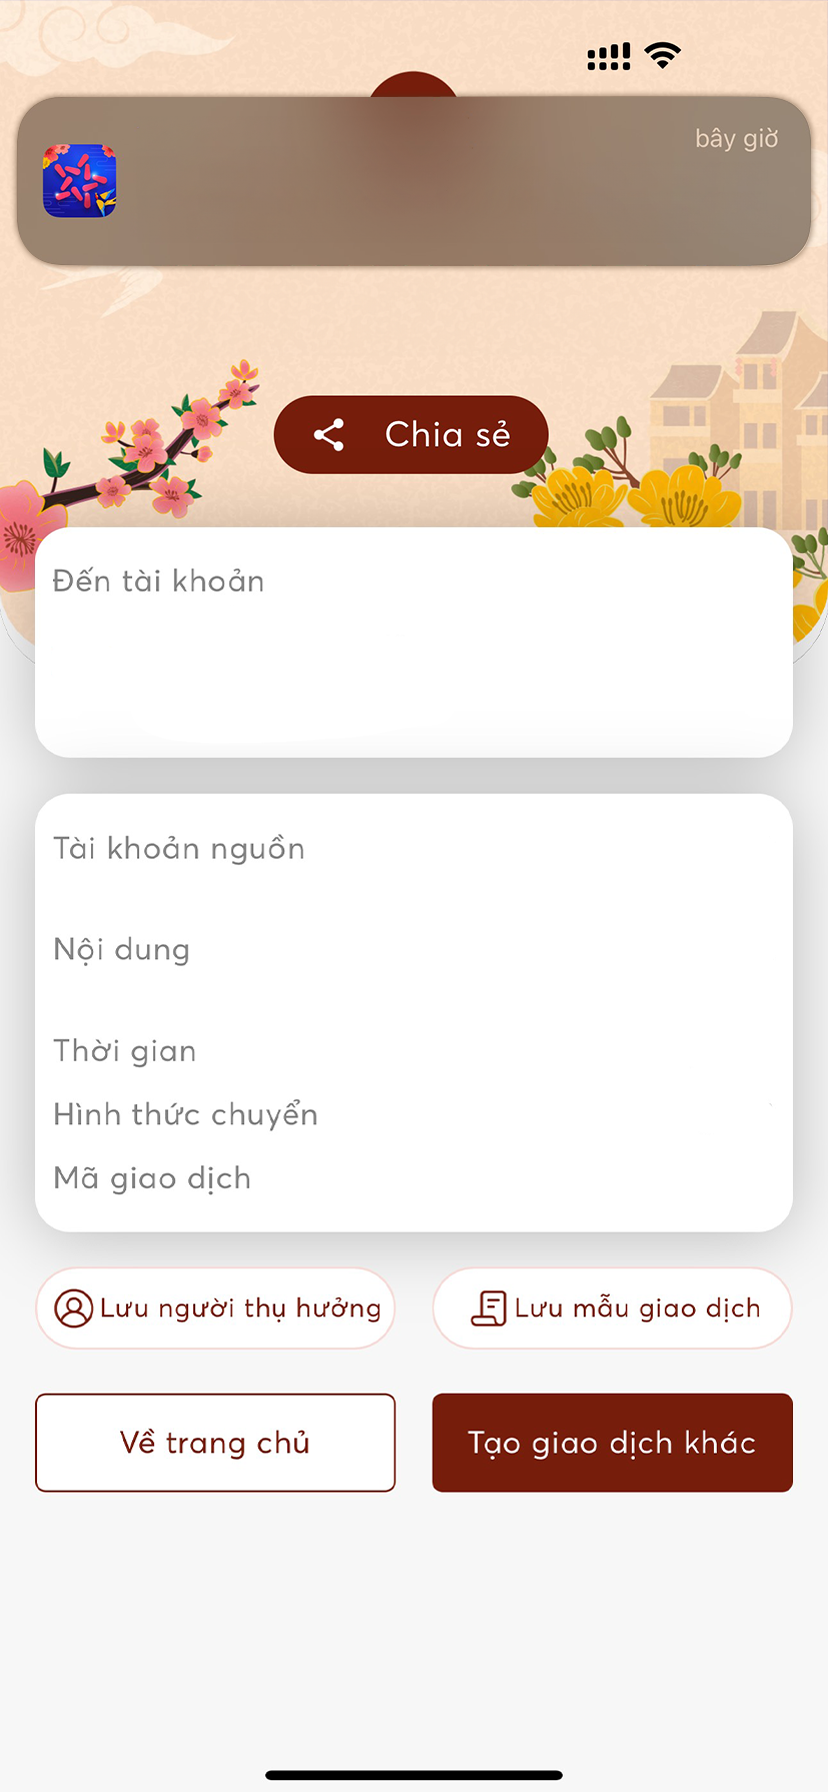 bây giờ
Chia sẻ
Đến tài khoản
Tài khoản nguồn
Nội dung
Thời gian
Hình thức chuyển
Mã giao dịch
Lưu người thụ hưởng
Lưu mẫu giao dịch
Về trang chủ
Tạo giao dịch khác